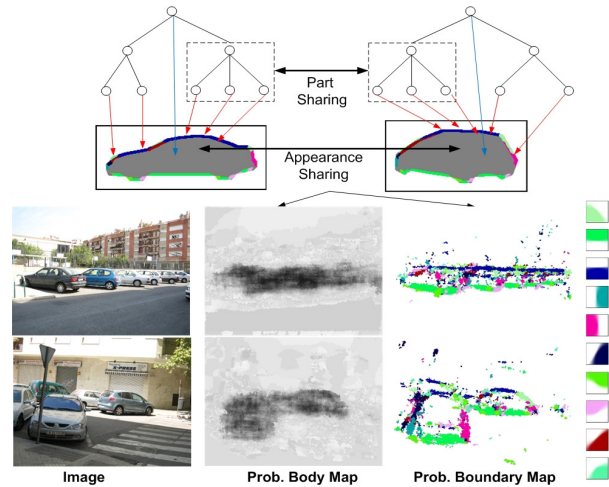 Part
Sharing
Appearance
Sharing
Image
Prob. Body Map
Prob. Boundary Map